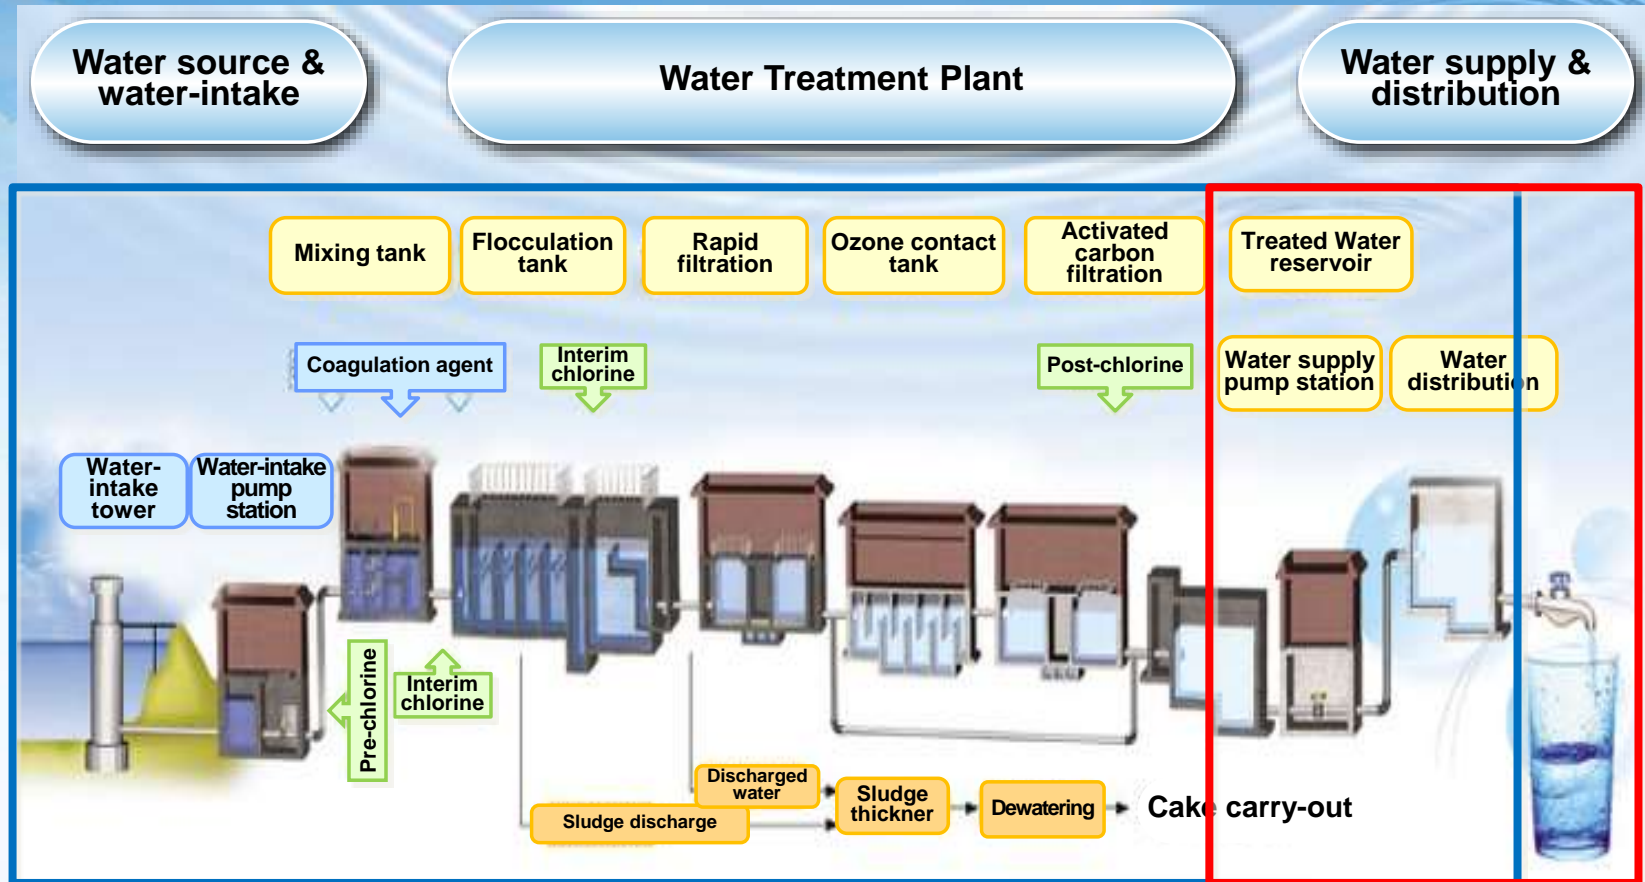 Water source &
water-intake
Water Treatment Plant
Water supply &
distribution
Mixing tank
Flocculation
tank
Rapid
filtration
Ozone contact
tank
Activated
carbon
filtration
Treated Water
reservoir
Coagulation agent
Interim
chlorine
Post-chlorine
Water supply
pump station
Water
distribution
Water-
intake
tower
Water-intake
pump
station
Pre-chlorine
Interim
chlorine
Discharged
water
Sludge discharge
Sludge
thickner
Dewatering
Cake carry-out